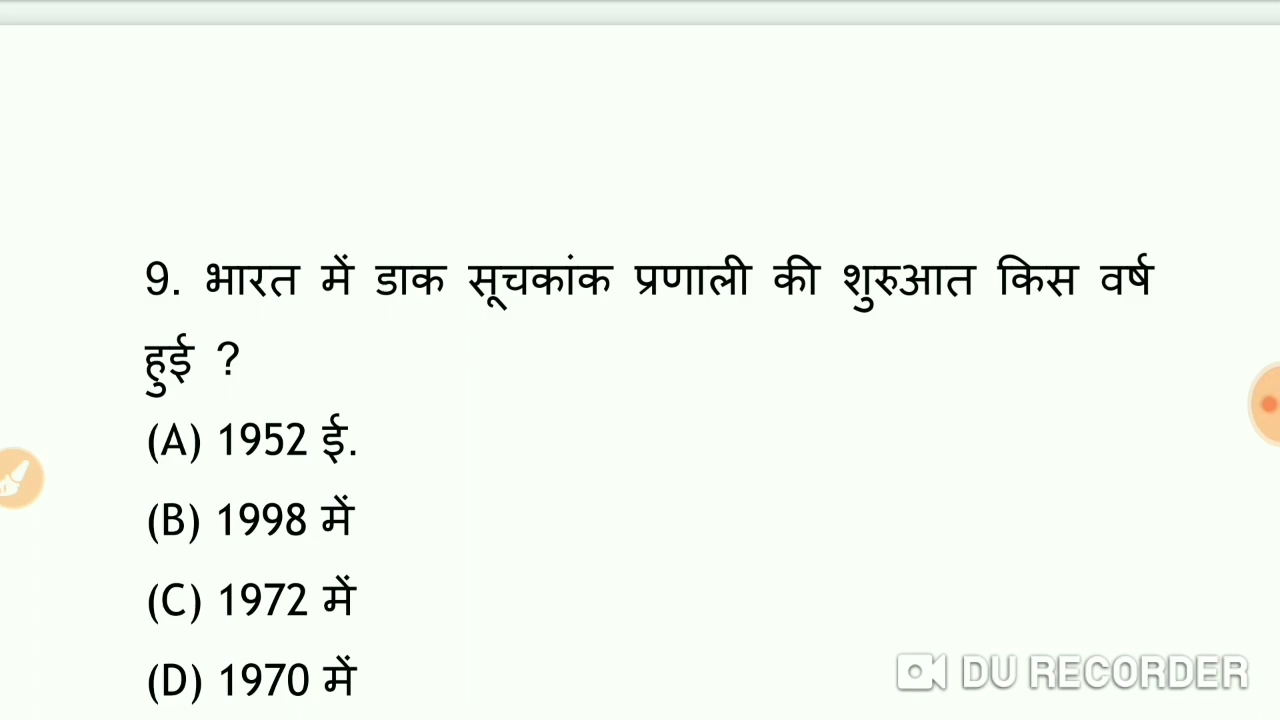 9. भारत में डाक सूचकांक प्रणाली की शुरुआत किस वर्ष
हुई ?
(A) 1952 ई.
(B) 1998 में
(C) 1972 में
(D) 1970 में
DU RECORDER